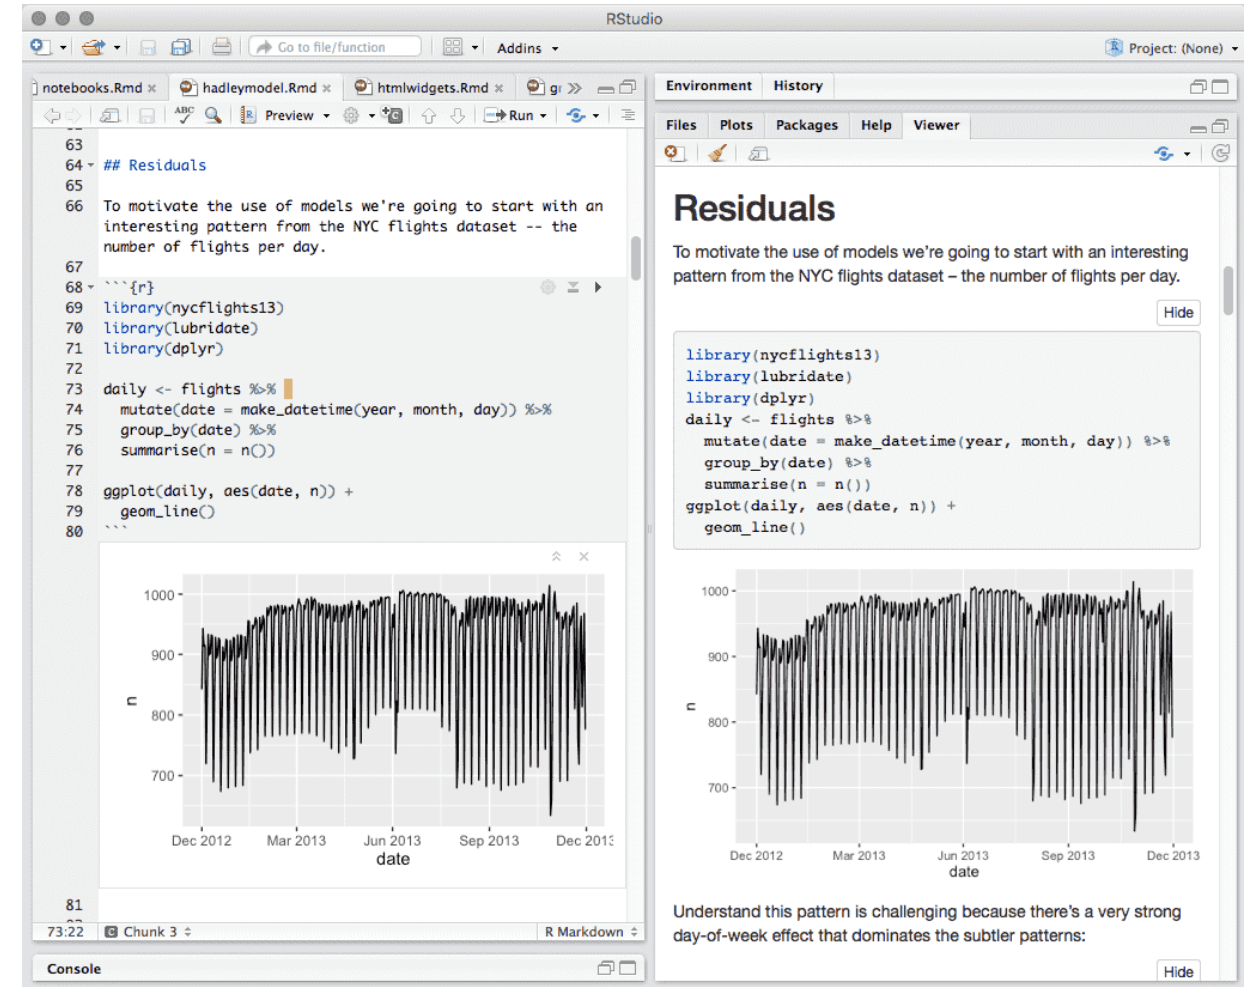 RStudio
Go to file/function
Addins
Project: (None)
notebooks.Rmd
hadleymodel.Rmd
htmlwidgets.Rmd
gr
ABC
Preview
Run
63
64 ## Residuals
65
66 To motivate the use of models we're going to start with an
interesting pattern from the NYC flights dataset -- the
number of flights per day.
67
68 ```{r}
69 library(nycflights13)
70 library(lubridate)
71 library(dplyr)
72
73 daily <- flights %>%
74 mutate(date = make_datetime(year, month, day)) %>%
75 group_by(date) %>%
76 summarise(n = n())
77
78 ggplot(daily, aes(date, n)) +
79 geom_line()
80 ```
1000
900
800
700
n
Dec 2012 Mar 2013 Jun 2013 Sep 2013 Dec 2013
date
81
73:22 Chunk 3 R Markdown
Console
Environment History
Files Plots Packages Help Viewer
Residuals
To motivate the use of models we're going to start with an interesting
pattern from the NYC flights dataset – the number of flights per day.
Hide
library(nycflights13)
library(lubridate)
library(dplyr)
daily <- flights %>%
mutate(date = make_datetime(year, month, day)) %>%
group_by(date) %>%
summarise(n = n())
ggplot(daily, aes(date, n)) +
geom_line()
1000
900
800
700
n
Dec 2012 Mar 2013 Jun 2013 Sep 2013 Dec 2013
date
Understand this pattern is challenging because there's a very strong
day-of-week effect that dominates the subtler patterns:
Hide